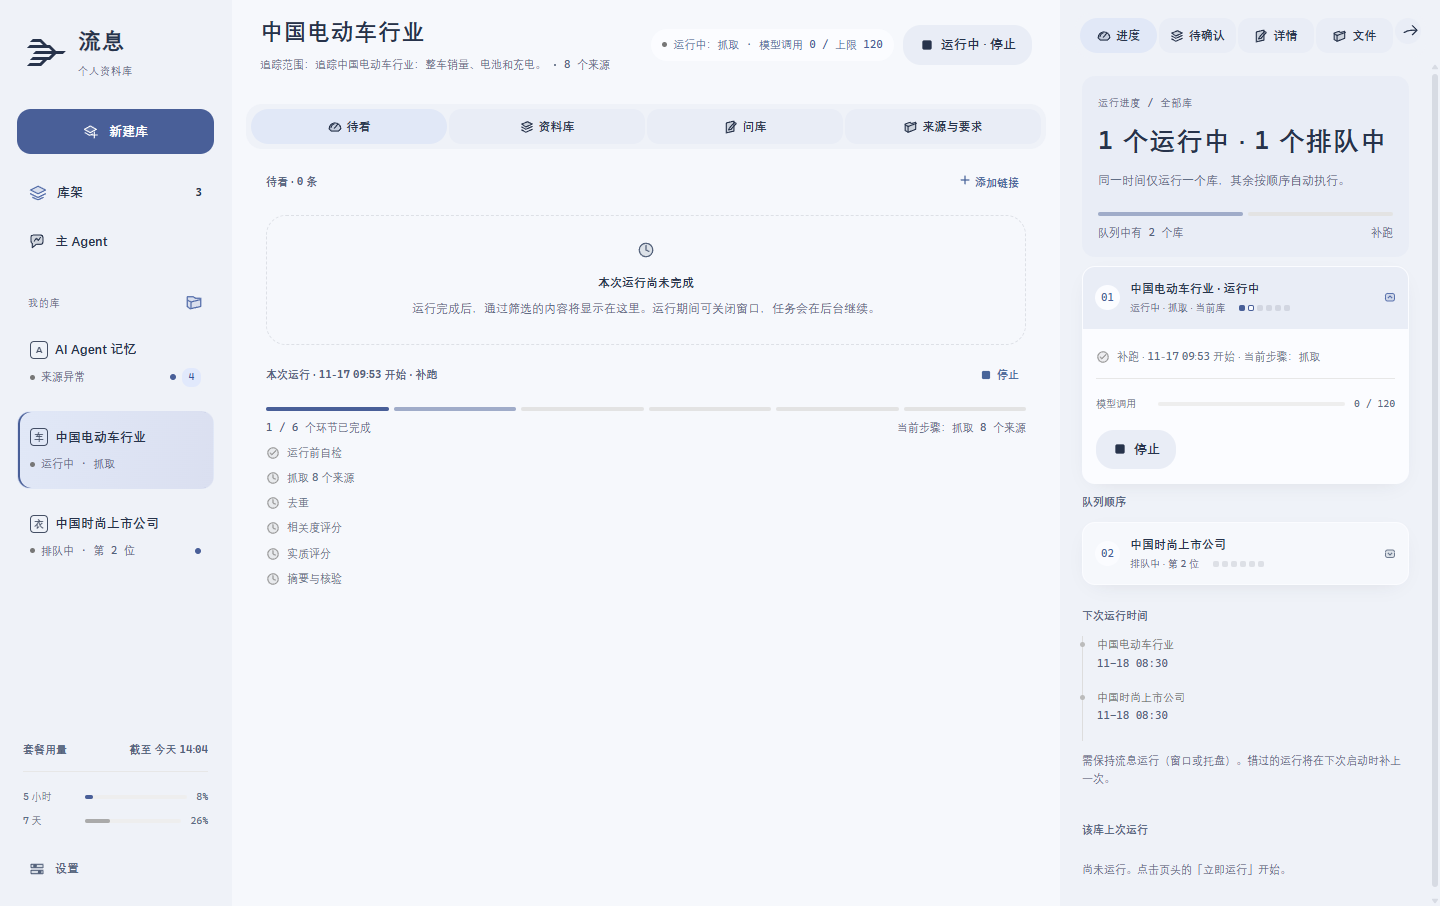 流息
个人资料库
新建库
库架 3
主 Agent
我的库
A AI Agent 记忆
来源异常 4
车 中国电动车行业
运行中 · 抓取
衣 中国时尚上市公司
排队中 · 第 2 位
套餐用量 截至 今天 14:04
5 小时 8%
7 天 26%
设置
中国电动车行业
追踪范围：追踪中国电动车行业：整车销量、电池和充电。 · 8 个来源
运行中：抓取 · 模型调用 0 / 上限 120
运行中 · 停止
待看
资料库
问库
来源与要求
待看 · 0 条
添加链接
本次运行尚未完成
运行完成后，通过筛选的内容将显示在这里。运行期间可关闭窗口，任务会在后台继续。
本次运行 · 11-17 09:53 开始 · 补跑
停止
1 / 6 个环节已完成
当前步骤：抓取 8 个来源
运行前自检
抓取 8 个来源
去重
相关度评分
实质评分
摘要与核验
进度
待确认
详情
文件
运行进度 / 全部库
1 个运行中 · 1 个排队中
同一时间仅运行一个库，其余按顺序自动执行。
队列中有 2 个库
补跑
01 中国电动车行业 · 运行中
运行中 · 抓取 · 当前库
补跑 · 11-17 09:53 开始 · 当前步骤：抓取
模型调用 0 / 120
停止
队列顺序
02 中国时尚上市公司
排队中 · 第 2 位
下次运行时间
中国电动车行业
11-18 08:30
中国时尚上市公司
11-18 08:30
需保持流息运行（窗口或托盘）。错过的运行将在下次启动时补上
一次。
该库上次运行
尚未运行。点击页头的「立即运行」开始。